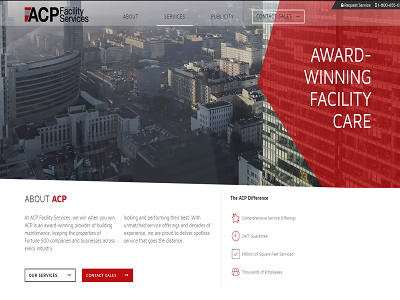 Request Service 1-800-655-0
ACP Facility Services
ABOUT SERVICES PUBLICITY CONTACT SALES →
AWARD-
WINNING
FACILITY
CARE
ABOUT ACP
At ACP Facility Services, we win when you win.
ACP is an award-winning provider of building
maintenance, keeping the properties of
Fortune 500 companies and businesses across
every industry
looking and performing their best. With
unmatched service offerings and decades of
experience, we are proud to deliver spotless
service that goes the distance.
OUR SERVICES →
CONTACT SALES →
The ACP Difference
Comprehensive Service Offerings
24/7 Guarantee
Millions of Square Feet Serviced
Thousands of Employees